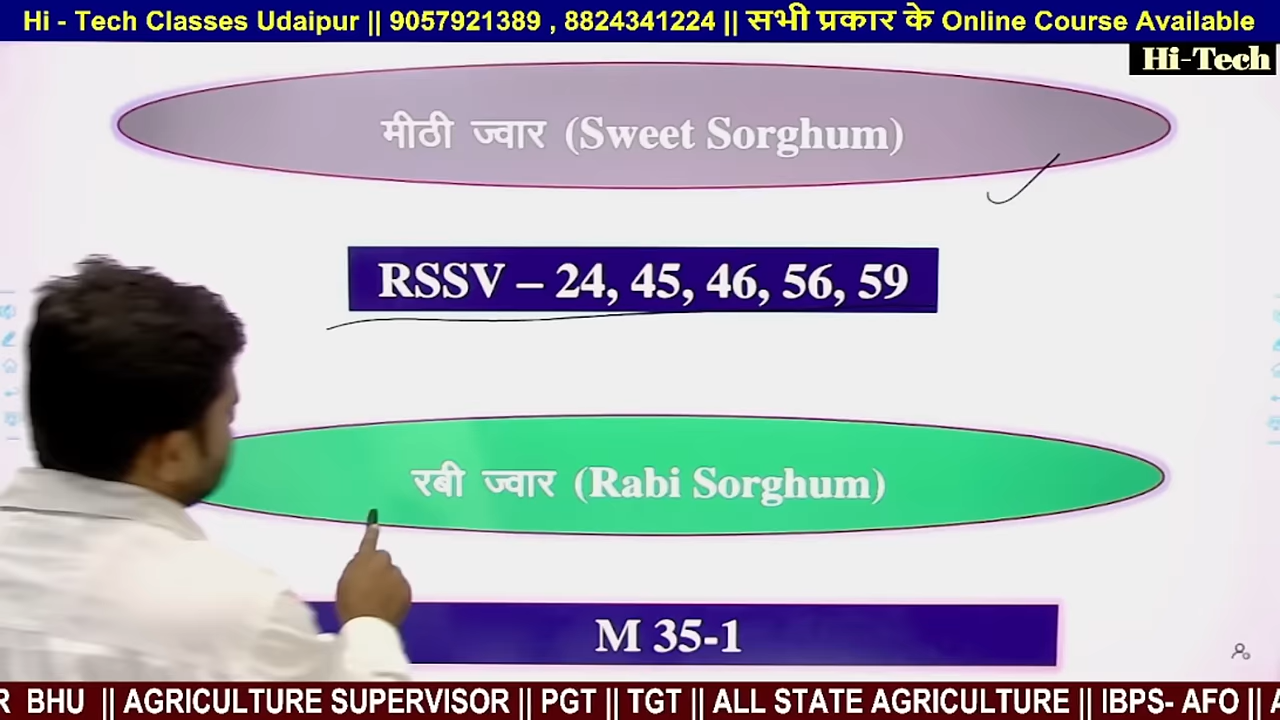 Hi - Tech Classes Udaipur || 9057921389 , 8824341224 || सभी प्रकार के Online Course Available
Hi-Tech
मीठी ज्वार (Sweet Sorghum)
RSSV – 24, 45, 46, 56, 59
रबी ज्वार (Rabi Sorghum)
M 35-1
R BHU || AGRICULTURE SUPERVISOR || PGT || TGT || ALL STATE AGRICULTURE || IBPS- AFO ||